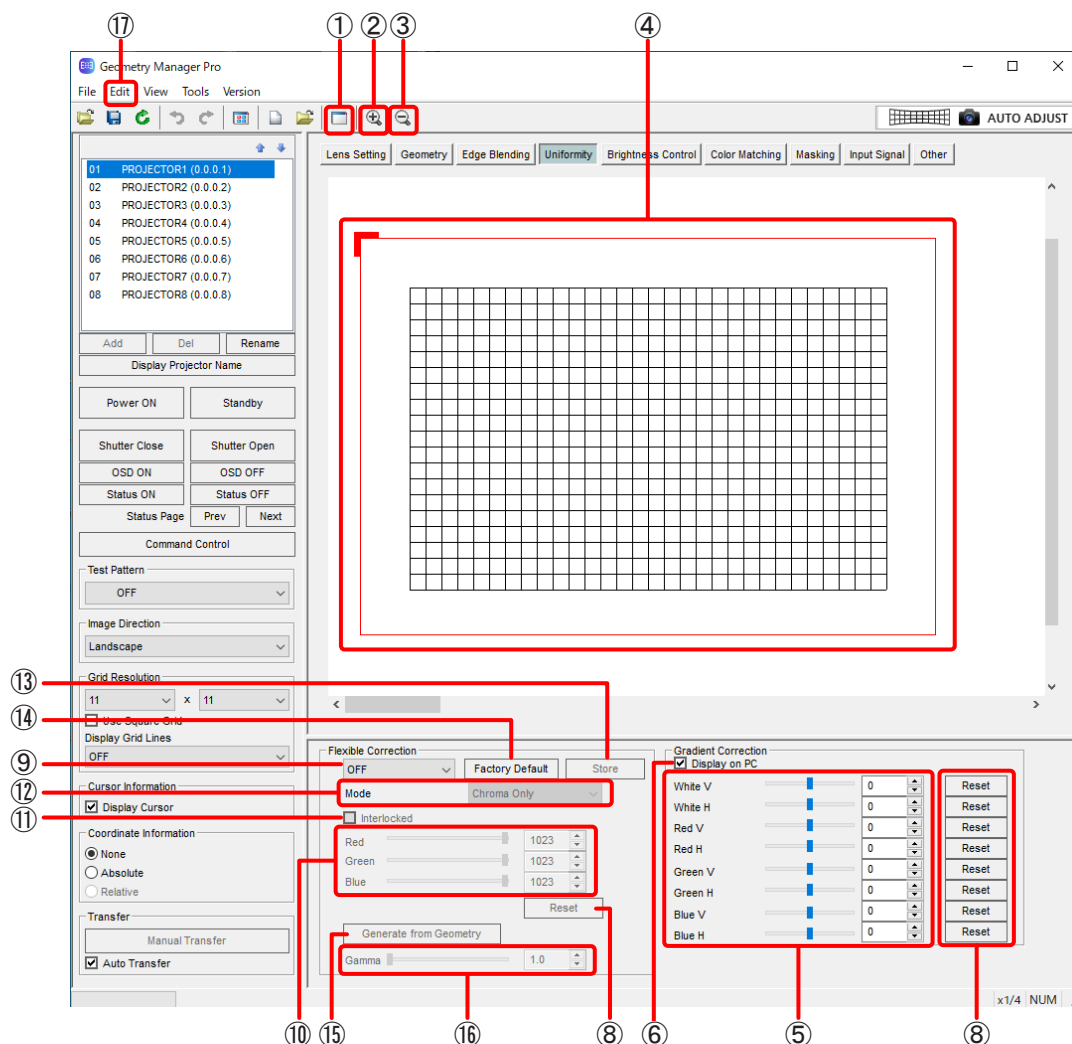 ⑰ ① ② ③ ④
Geometry Manager Pro
File Edit View Tools Version
AUTO ADJUST
Lens Setting Geometry Edge Blending Uniformity Brightness Control Color Matching Masking Input Signal Other
01 PROJECTOR1 (0.0.0.1)
02 PROJECTOR2 (0.0.0.2)
03 PROJECTOR3 (0.0.0.3)
04 PROJECTOR4 (0.0.0.4)
05 PROJECTOR5 (0.0.0.5)
06 PROJECTOR6 (0.0.0.6)
07 PROJECTOR7 (0.0.0.7)
08 PROJECTOR8 (0.0.0.8)
Add Del Rename
Display Projector Name
Power ON Standby
Shutter Close Shutter Open
OSD ON OSD OFF
Status ON Status OFF
Status Page Prev Next
Command Control
Test Pattern
OFF
Image Direction
Landscape
Grid Resolution
11 x 11
Use Square Grid
Display Grid Lines
OFF
Cursor Information
Display Cursor
Coordinate Information
None
Absolute
Relative
Transfer
Manual Transfer
Auto Transfer
⑬
⑭
⑨
⑫
⑪
Flexible Correction
OFF Factory Default Store
Mode Chroma Only
Interlocked
Red 1023
Green 1023
Blue 1023
Reset
Generate from Geometry
Gamma 1.0
Gradient Correction
Display on PC
White V 0 Reset
White H 0 Reset
Red V 0 Reset
Red H 0 Reset
Green V 0 Reset
Green H 0 Reset
Blue V 0 Reset
Blue H 0 Reset
x1/4 NUM
⑩ ⑮ ⑯ ⑧ ⑥ ⑤ ⑧